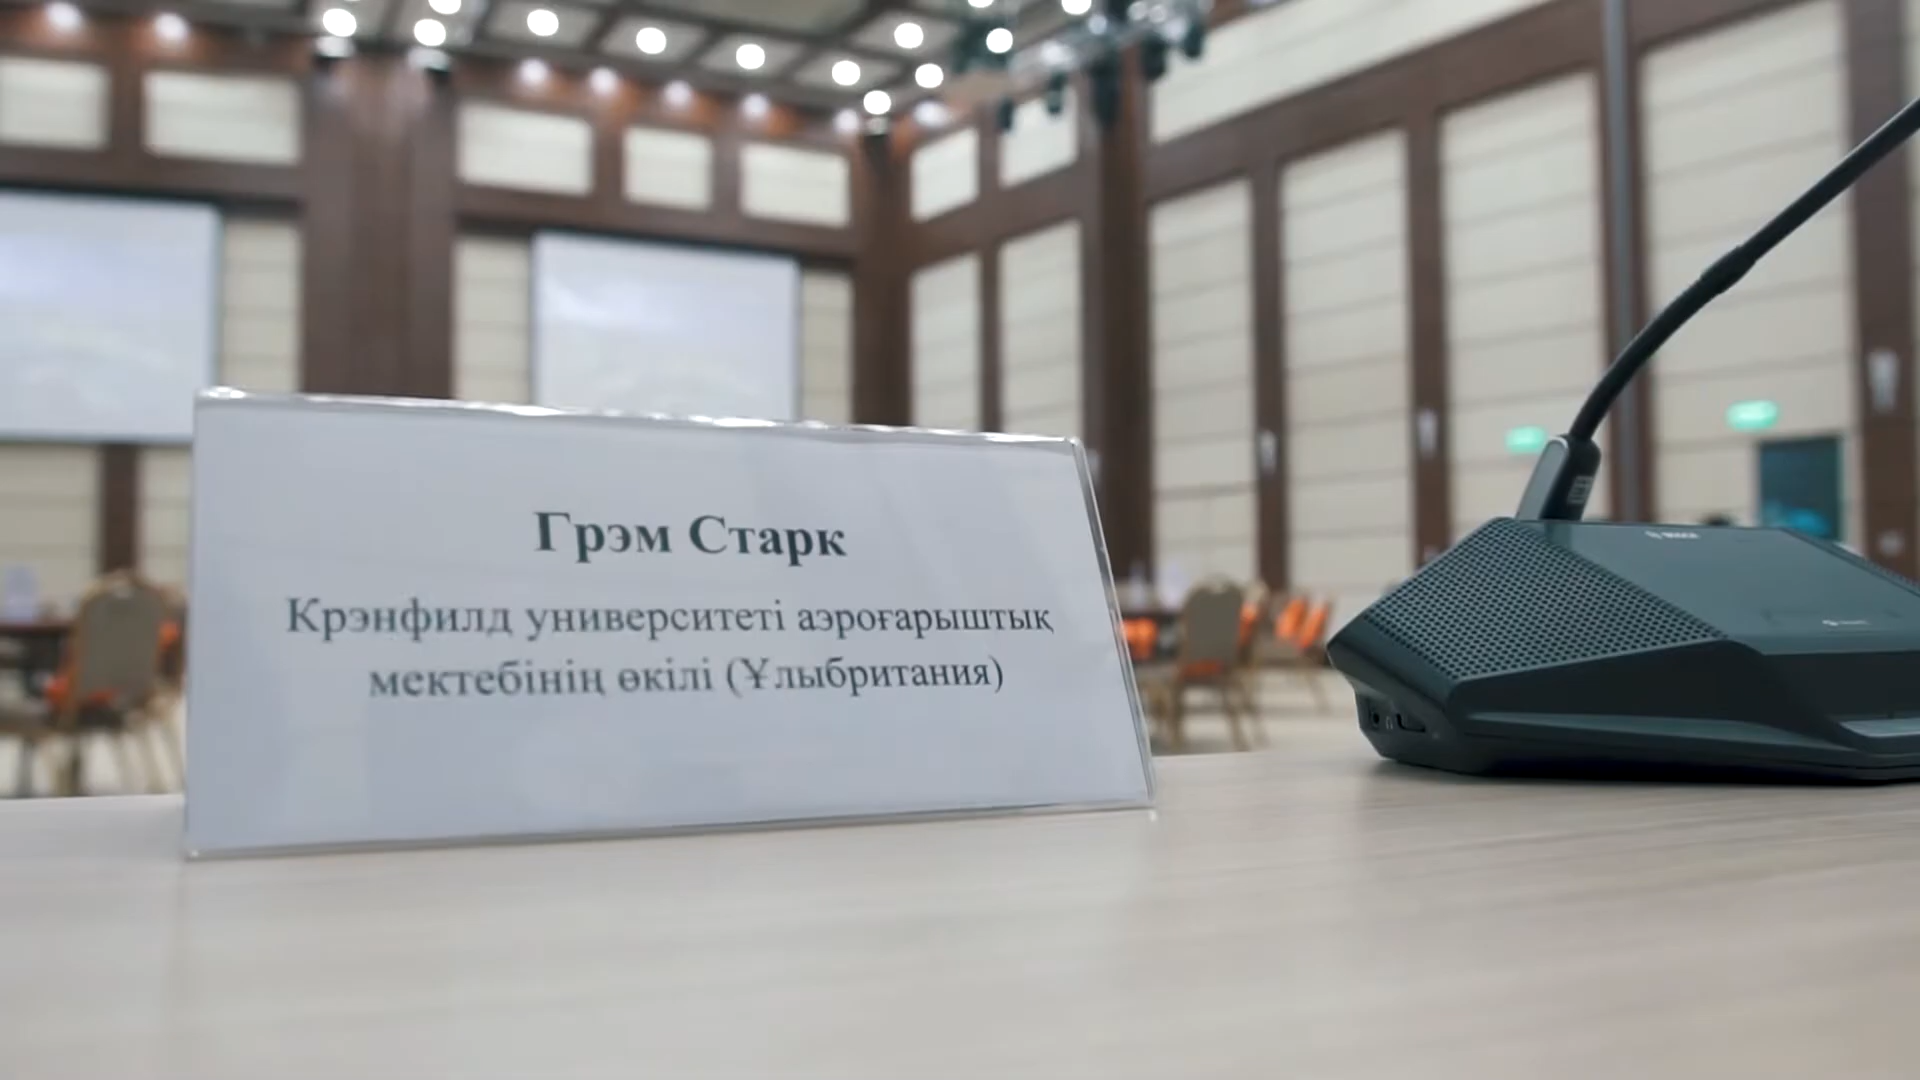 Грэм Старк
Крэнфилд университеті аэроғарыштық
мектебінің өкілі (Ұлыбритания)